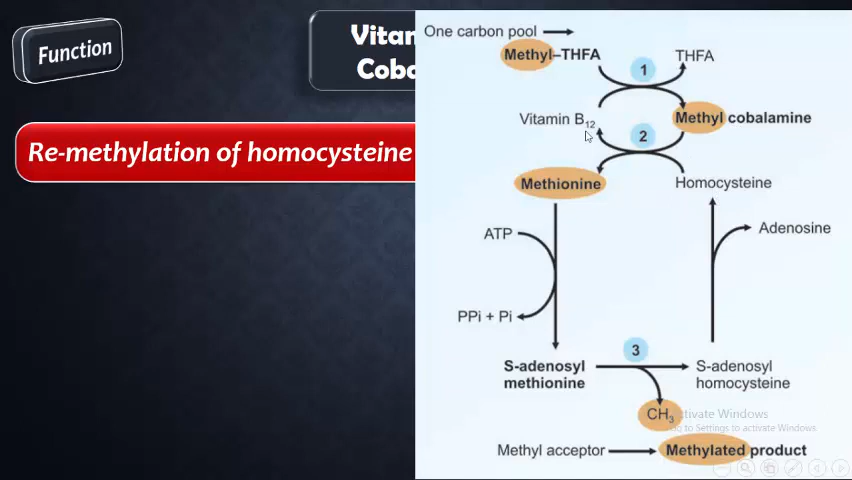 Function
Vitan
Coba
Re-methylation of homocysteine
One carbon pool
Methyl–THFA
1
THFA
Vitamin B12
Methyl cobalamine
2
Methionine
Homocysteine
ATP
Adenosine
PPi + Pi
3
S-adenosyl
methionine
S-adenosyl
homocysteine
CH3
Activate Windows
Go to Settings to activate Windows.
Methyl acceptor
Methylated product